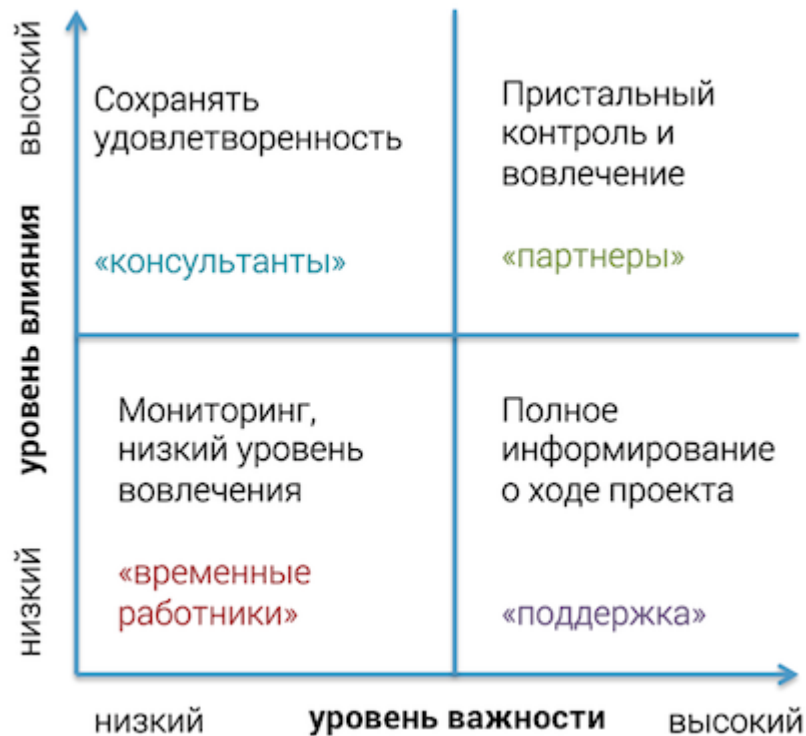 высокий
уровень влияния
низкий
Сохранять
удовлетворенность
«консультанты»
Пристальный
контроль и
вовлечение
«партнеры»
Мониторинг,
низкий уровень
вовлечения
«временные
работники»
Полное
информирование
о ходе проекта
«поддержка»
низкий
уровень важности
высокий